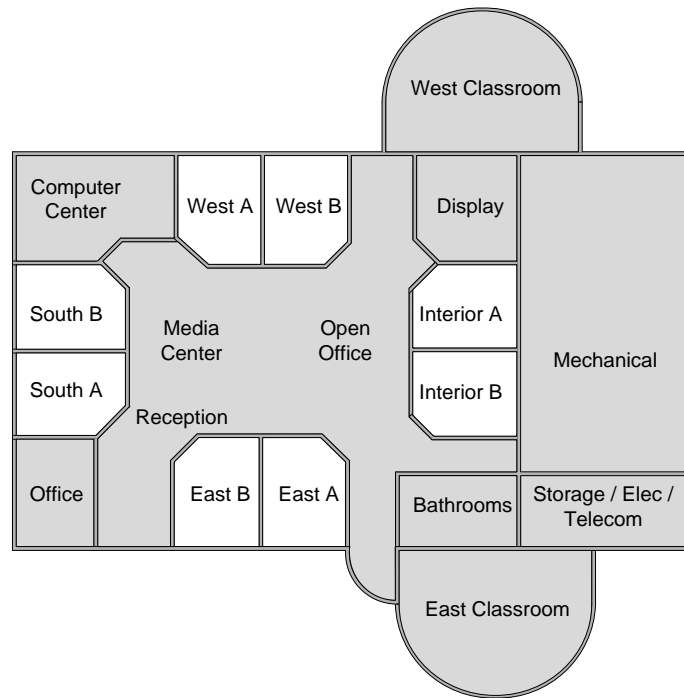 West Classroom
Computer
Center
West A
West B
Display
South B
Media
Center
Open
Office
Interior A
Mechanical
South A
Interior B
Reception
Office
East B
East A
Bathrooms
Storage / Elec /
Telecom
East Classroom